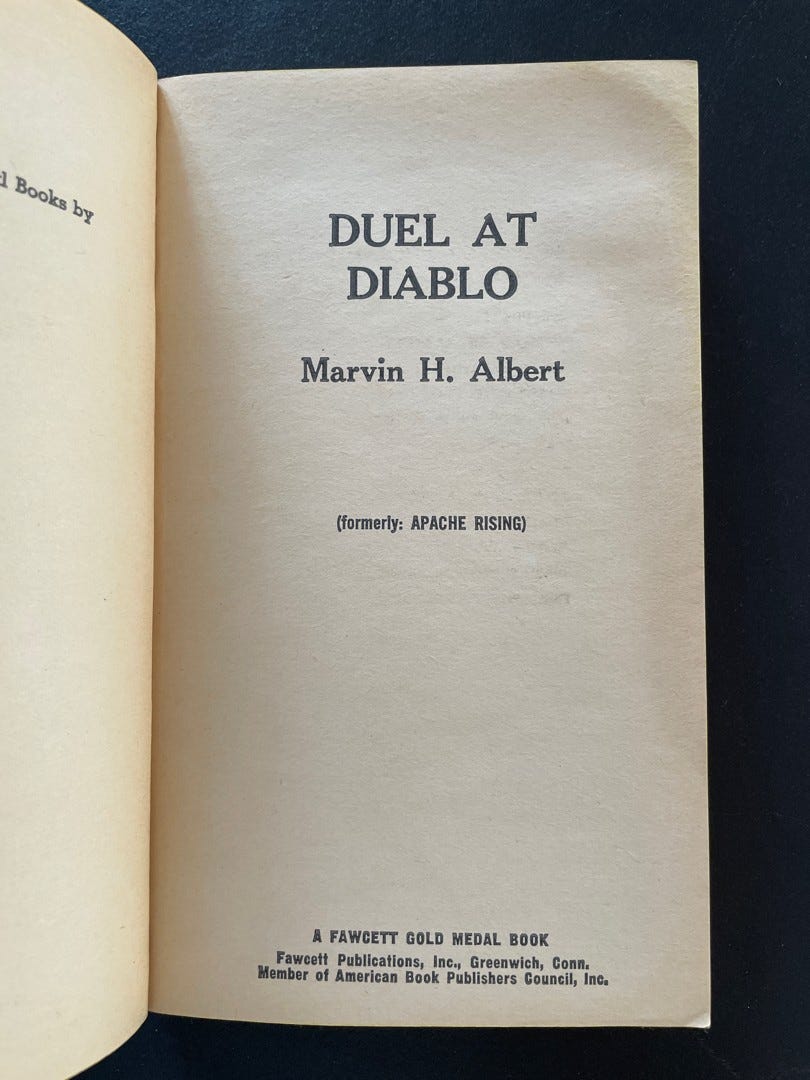 Books by
DUEL AT
DIABLO
Marvin H. Albert
(formerly: APACHE RISING)
A FAWCETT GOLD MEDAL BOOK
Fawcett Publications, Inc., Greenwich, Conn.
Member of American Book Publishers Council, Inc.